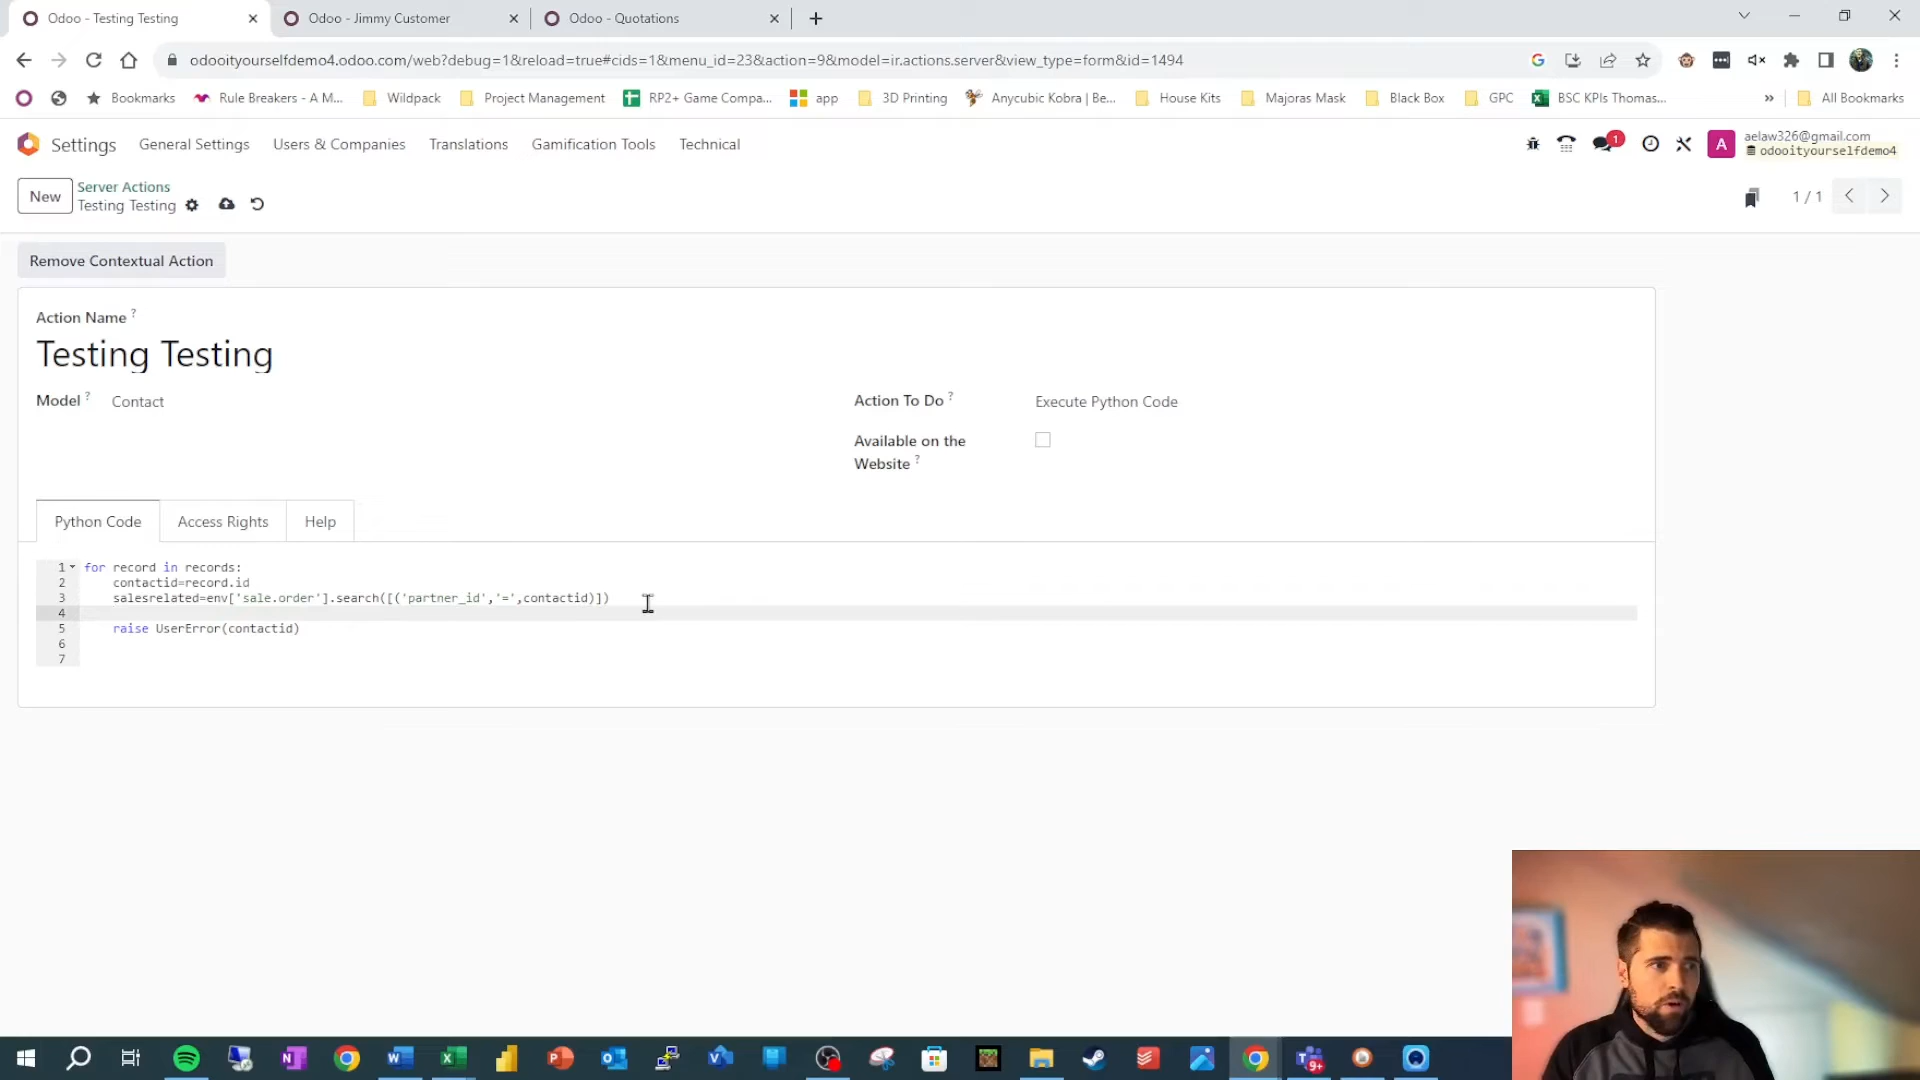 Odoo - Testing Testing
Odoo - Jimmy Customer
Odoo - Quotations
odooityourselfdemo4.odoo.com/web?debug=1&reload=true#cids=1&menu_id=23&action=9&model=ir.actions.server&view_type=form&id=1494
Bookmarks
Rule Breakers - A M...
Wildpack
Project Management
RP2+ Game Compa...
app
3D Printing
Anycubic Kobra | Be...
House Kits
Majoras Mask
Black Box
GPC
BSC KPIs Thomas...
»
All Bookmarks
Settings
General Settings
Users & Companies
Translations
Gamification Tools
Technical
1
A
aelaw326@gmail.com
odooityourselfdemo4
New
Server Actions
Testing Testing
1 / 1
Remove Contextual Action
Action Name ?
Testing Testing
Model ?
Contact
Action To Do ?
Execute Python Code
Available on the
Website ?
Python Code
Access Rights
Help
1 for record in records:
2 contactid=record.id
3 salesrelated=env['sale.order'].search([('partner_id','=',contactid)])
4
5 raise UserError(contactid)
6
7
9+